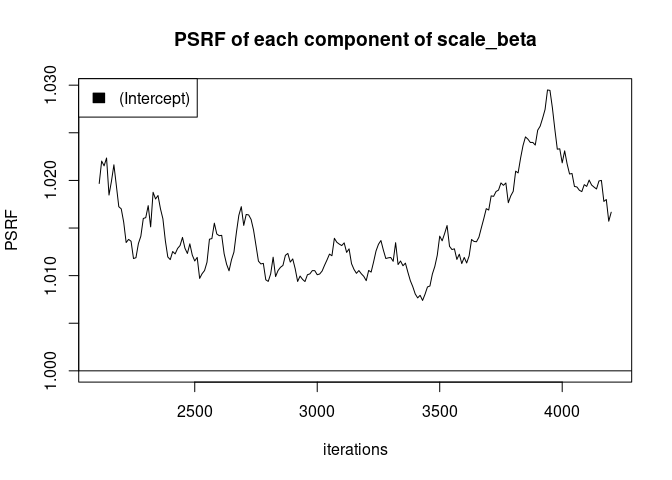 PSRF of each component of scale_beta
(Intercept)
PSRF
1.030
1.020
1.010
1.000
2500 3000 3500 4000
iterations